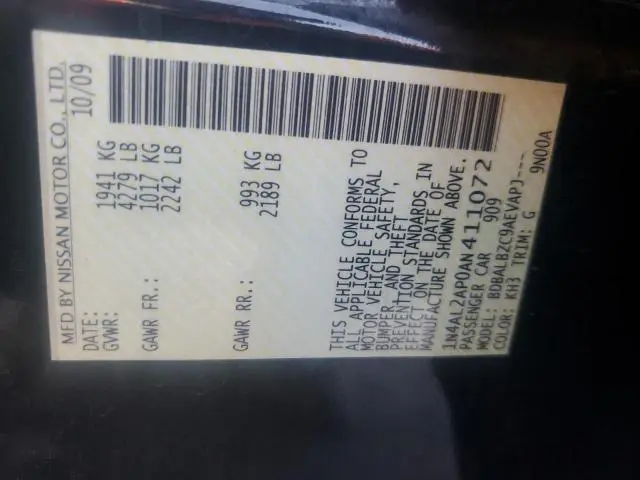 MFD BY NISSAN MOTOR CO., LTD.
DATE: 10/09
GVWR: 1941 KG
4279 LB
GAWR FR.: 1017 KG
2242 LB
GAWR RR.: 993 KG
2189 LB
THIS VEHICLE CONFORMS TO
ALL APPLICABLE FEDERAL
MOTOR VEHICLE SAFETY,
BUMPER, AND THEFT
PREVENTION STANDARDS IN
EFFECT ON THE DATE OF
MANUFACTURE SHOWN ABOVE.
1N4AL2AP0AN411072
PASSENGER CAR 909
MODEL: BDBALBZC9AEVAPJ---
COLOR: KH3 TRIM: G 9N00A